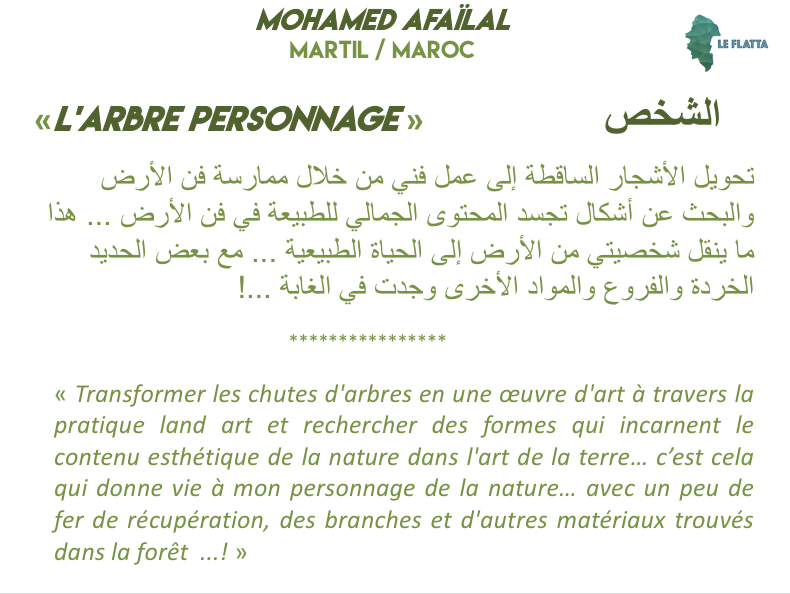 MOHAMED AFAÏLAL
MARTIL / MAROC
LE FLATTA
« L'ARBRE PERSONNAGE »
الشخص
تحويل الأشجار الساقطة إلى عمل فني من خلال ممارسة فن الأرض
والبحث عن أشكال تجسد المحتوى الجمالي للطبيعة في فن الأرض ... هذا
ما ينقل شخصيتي من الأرض إلى الحياة الطبيعية ... مع بعض الحديد
الخردة والفروع والمواد الأخرى وجدت في الغابة ...!
****************
« Transformer les chutes d'arbres en une œuvre d'art à travers la
pratique land art et rechercher des formes qui incarnent le
contenu esthétique de la nature dans l'art de la terre… c’est cela
qui donne vie à mon personnage de la nature… avec un peu de
fer de récupération, des branches et d'autres matériaux trouvés
dans la forêt ...! »